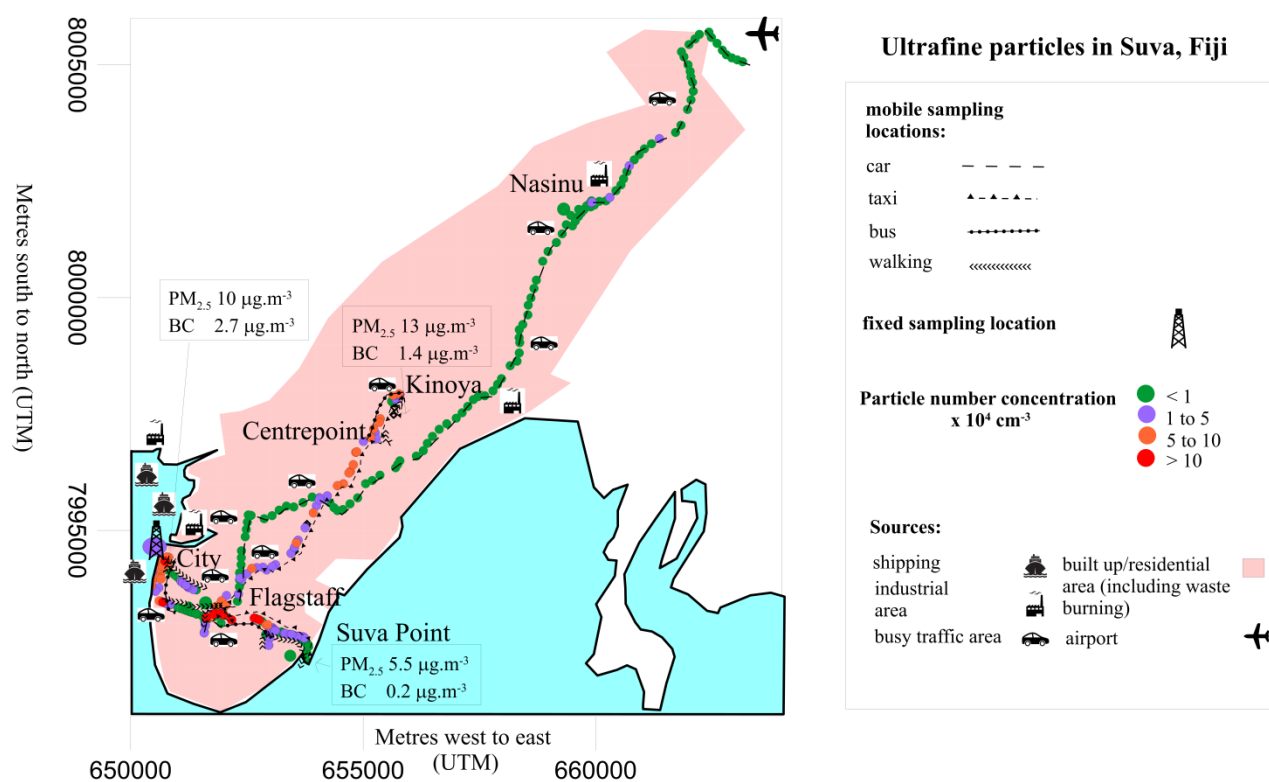 Ultrafine particles in Suva, Fiji
8005000
8000000
7995000
Metres south to north (UTM)
650000
655000
660000
Metres west to east
(UTM)
Nasinu
PM2.5 10 μg.m-3
BC 2.7 μg.m-3
PM2.5 13 μg.m-3
BC 1.4 μg.m-3
Kinoya
Centrepoint
City
Flagstaff
Suva Point
PM2.5 5.5 μg.m-3
BC 0.2 μg.m-3
mobile sampling
locations:
car
taxi
bus
walking
fixed sampling location
Particle number concentration
x 10⁴ cm-³
< 1
1 to 5
5 to 10
> 10
Sources:
shipping
industrial
area
busy traffic area
built up/residential
area (including waste
burning)
airport